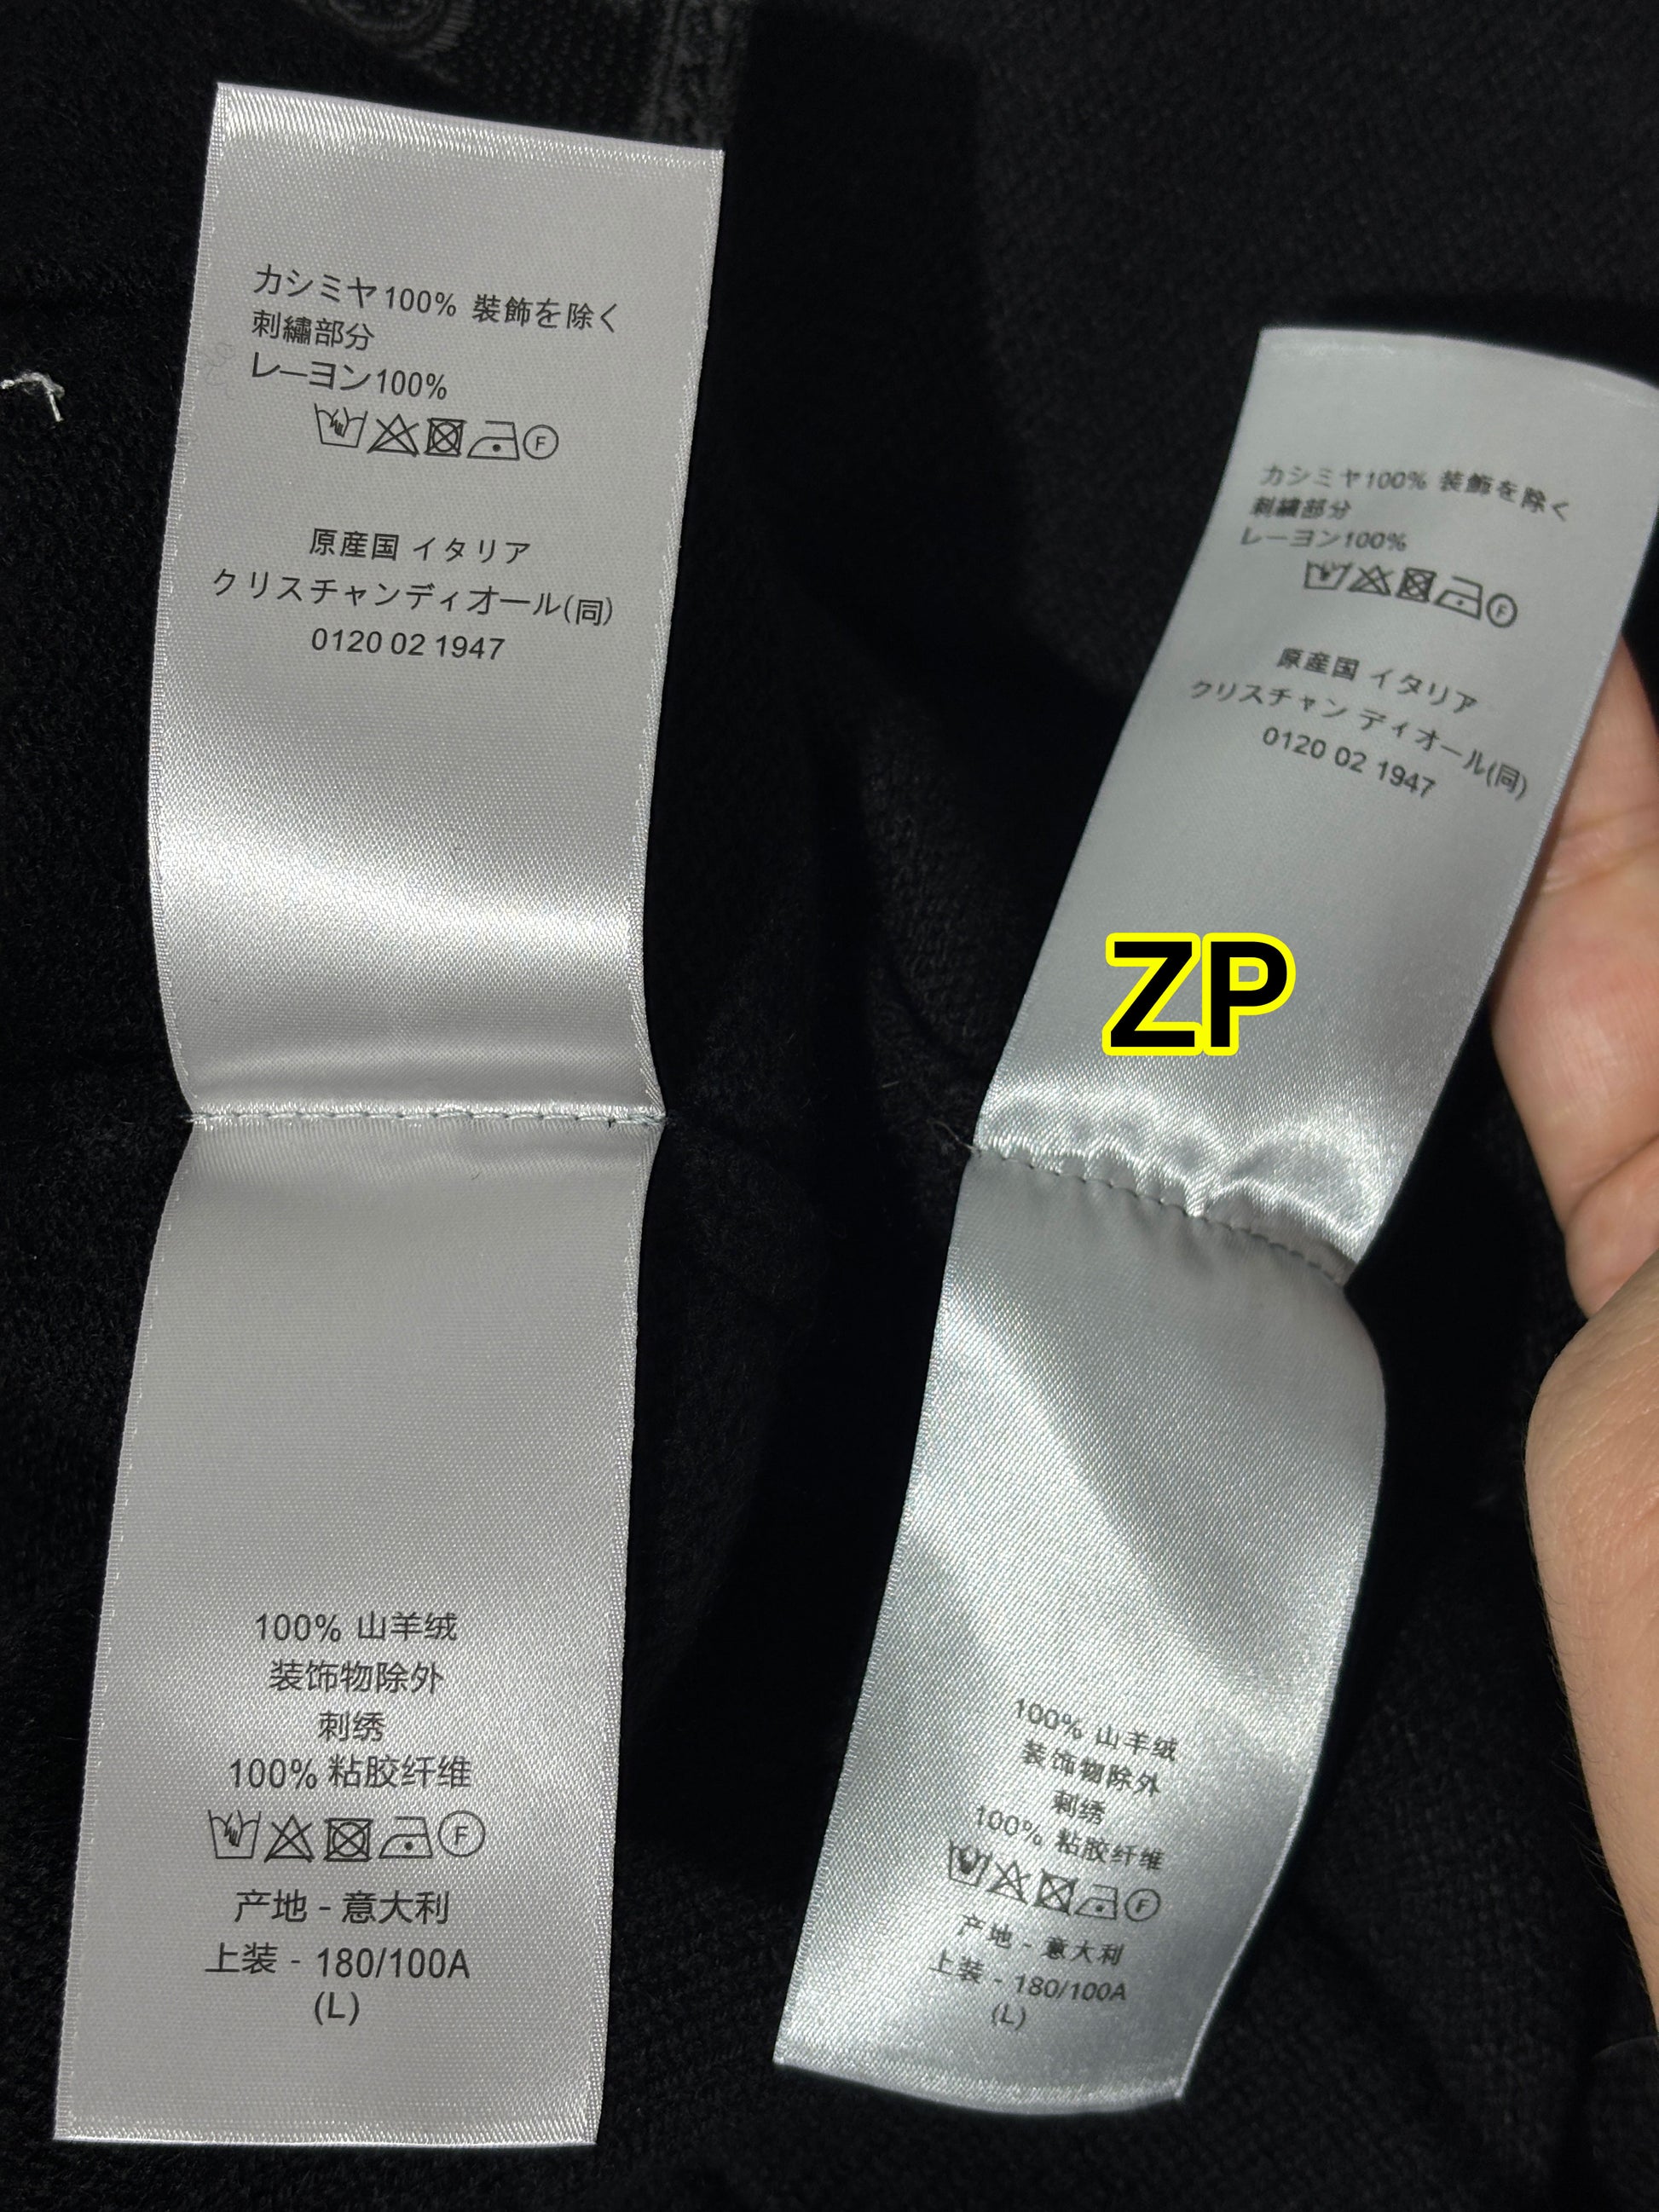 カシミヤ100% 裝飾を除く
刺繡部分
レーヨン100%
F
原産国 イタリア
クリスチャンディオール(同)
0120 02 1947
100% 山羊绒
装饰物除外
刺绣
100% 粘胶纤维
F
产地 - 意大利
上装 - 180/100A
(L)
カシミヤ100% 装飾を除く
刺繍部分
レーヨン100%
F
原産国 イタリア
クリスチャン ディオール(同)
0120 02 1947
ZP
100% 山羊绒
装饰物除外
刺绣
100% 粘胶纤维
F
产地 - 意大利
上装 - 180/100A
(L)